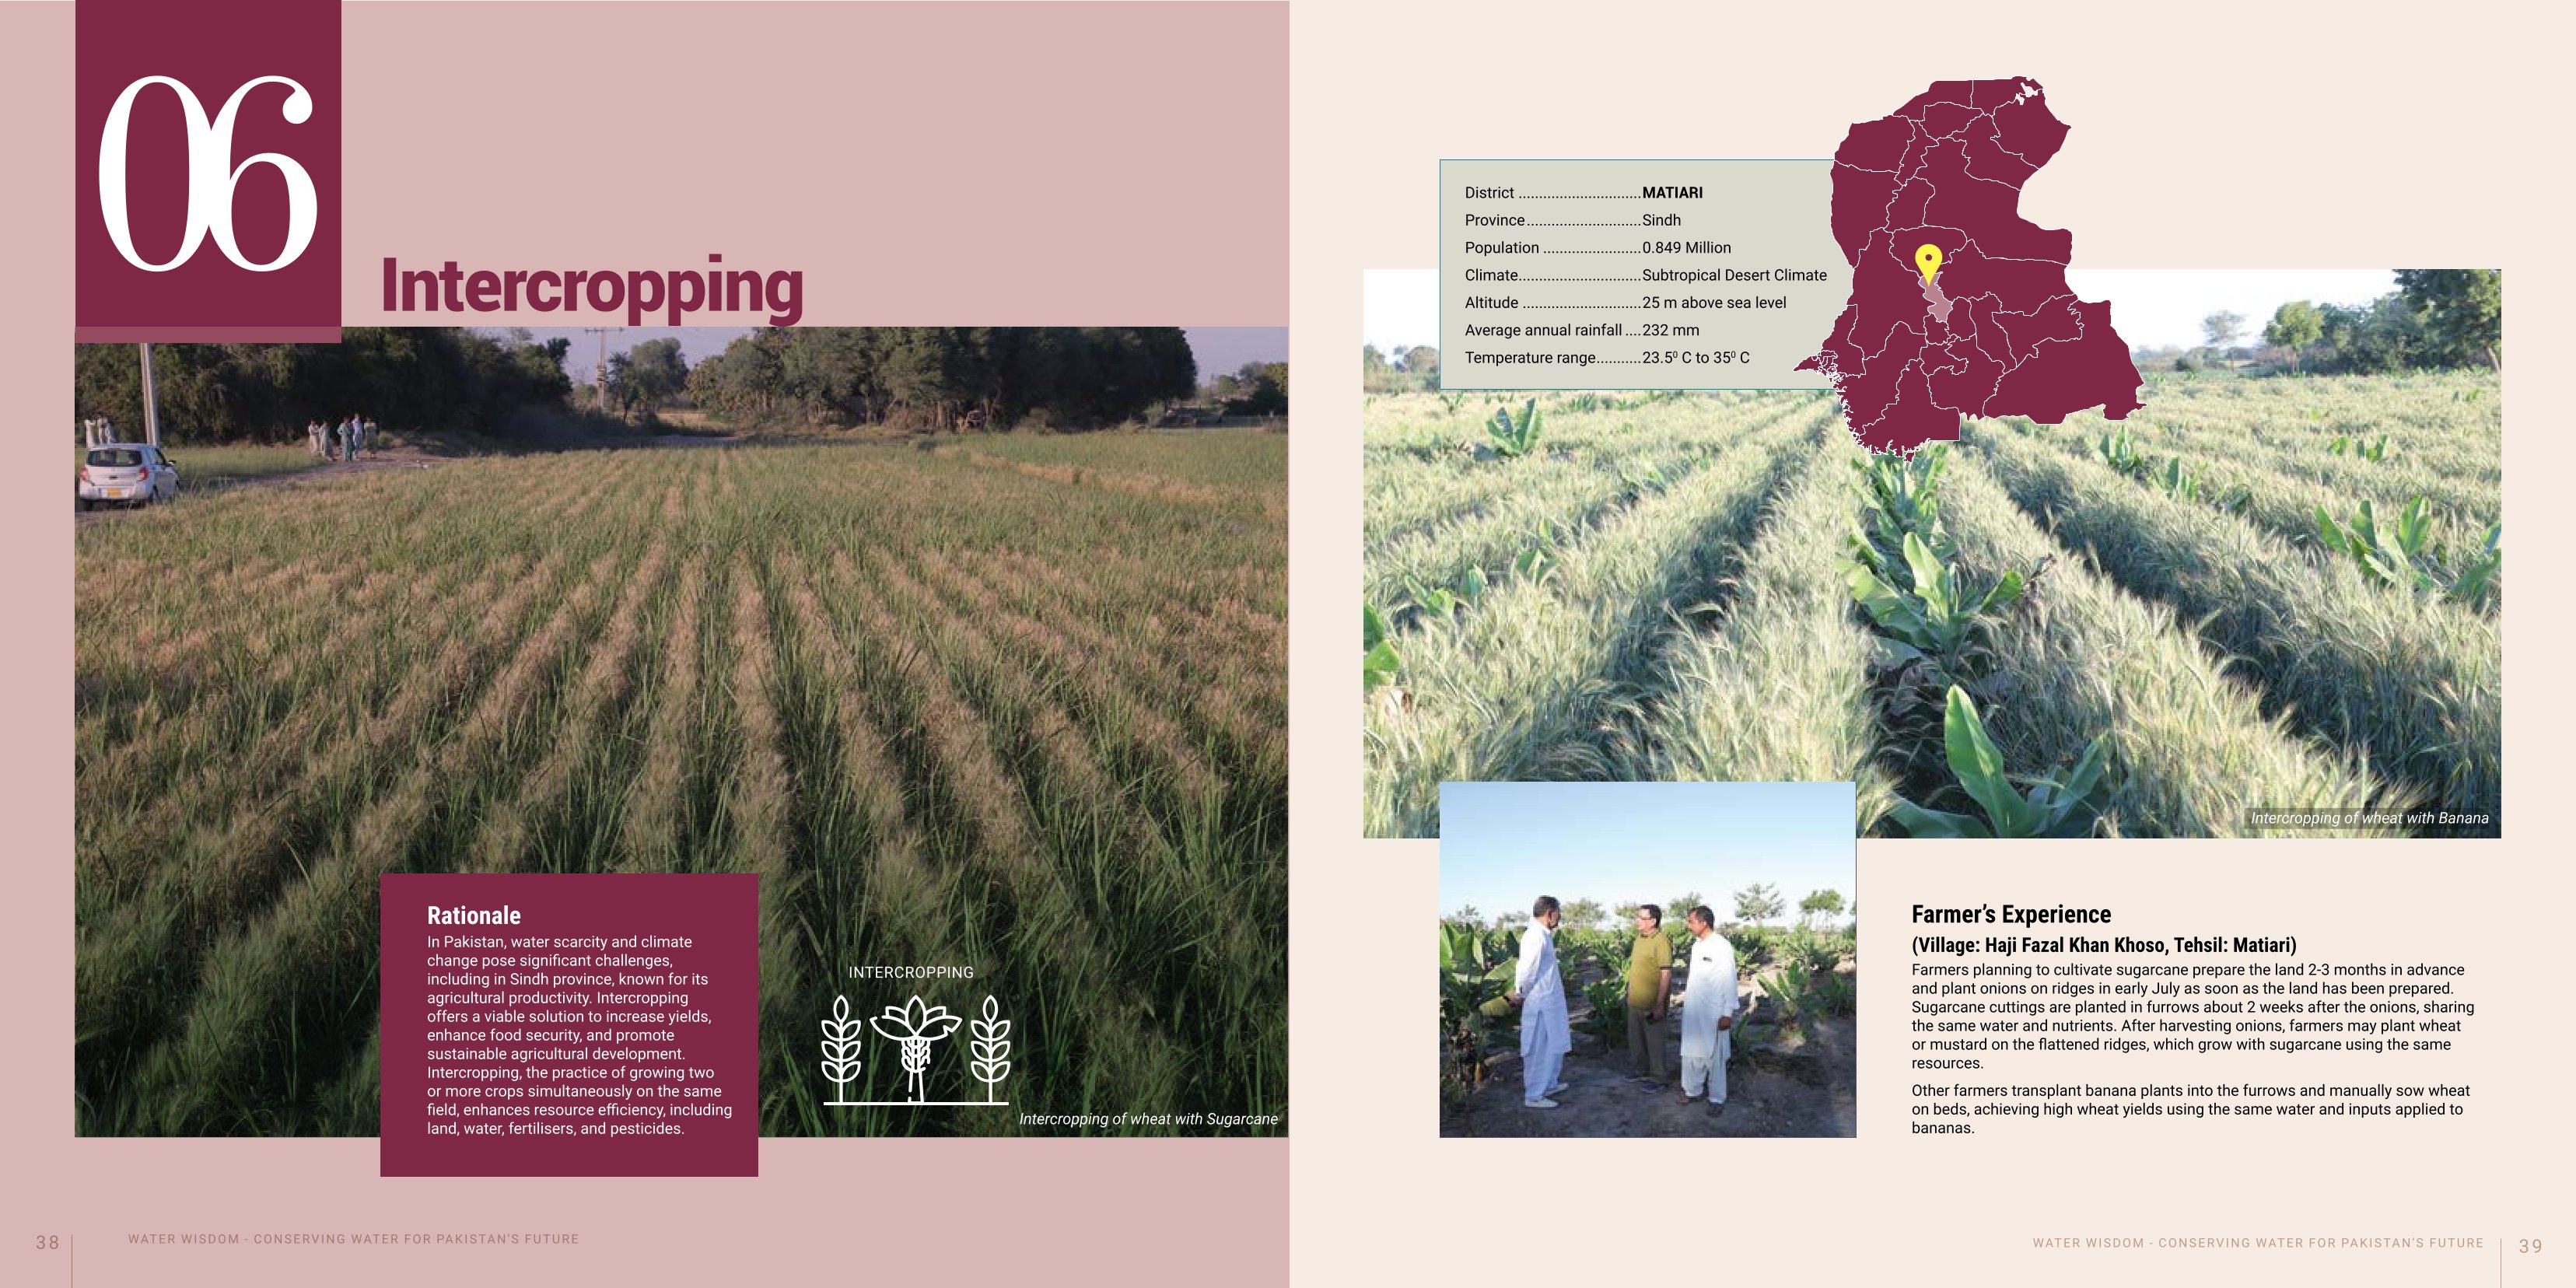 06
Intercropping
Rationale
In Pakistan, water scarcity and climate
change pose significant challenges,
including in Sindh province, known for its
agricultural productivity. Intercropping
offers a viable solution to increase yields,
enhance food security, and promote
sustainable agricultural development.
Intercropping, the practice of growing two
or more crops simultaneously on the same
field, enhances resource efficiency, including
land, water, fertilisers, and pesticides.
INTERCROPPING
Intercropping of wheat with Sugarcane
38
WATER WISDOM - CONSERVING WATER FOR PAKISTAN'S FUTURE
District ..............................MATIARI
Province............................Sindh
Population ........................0.849 Million
Climate..............................Subtropical Desert Climate
Altitude .............................25 m above sea level
Average annual rainfall ....232 mm
Temperature range...........23.5⁰ C to 35⁰ C
Intercropping of wheat with Banana
Farmer’s Experience
(Village: Haji Fazal Khan Khoso, Tehsil: Matiari)
Farmers planning to cultivate sugarcane prepare the land 2-3 months in advance
and plant onions on ridges in early July as soon as the land has been prepared.
Sugarcane cuttings are planted in furrows about 2 weeks after the onions, sharing
the same water and nutrients. After harvesting onions, farmers may plant wheat
or mustard on the flattened ridges, which grow with sugarcane using the same
resources.
Other farmers transplant banana plants into the furrows and manually sow wheat
on beds, achieving high wheat yields using the same water and inputs applied to
bananas.
WATER WISDOM - CONSERVING WATER FOR PAKISTAN'S FUTURE
39